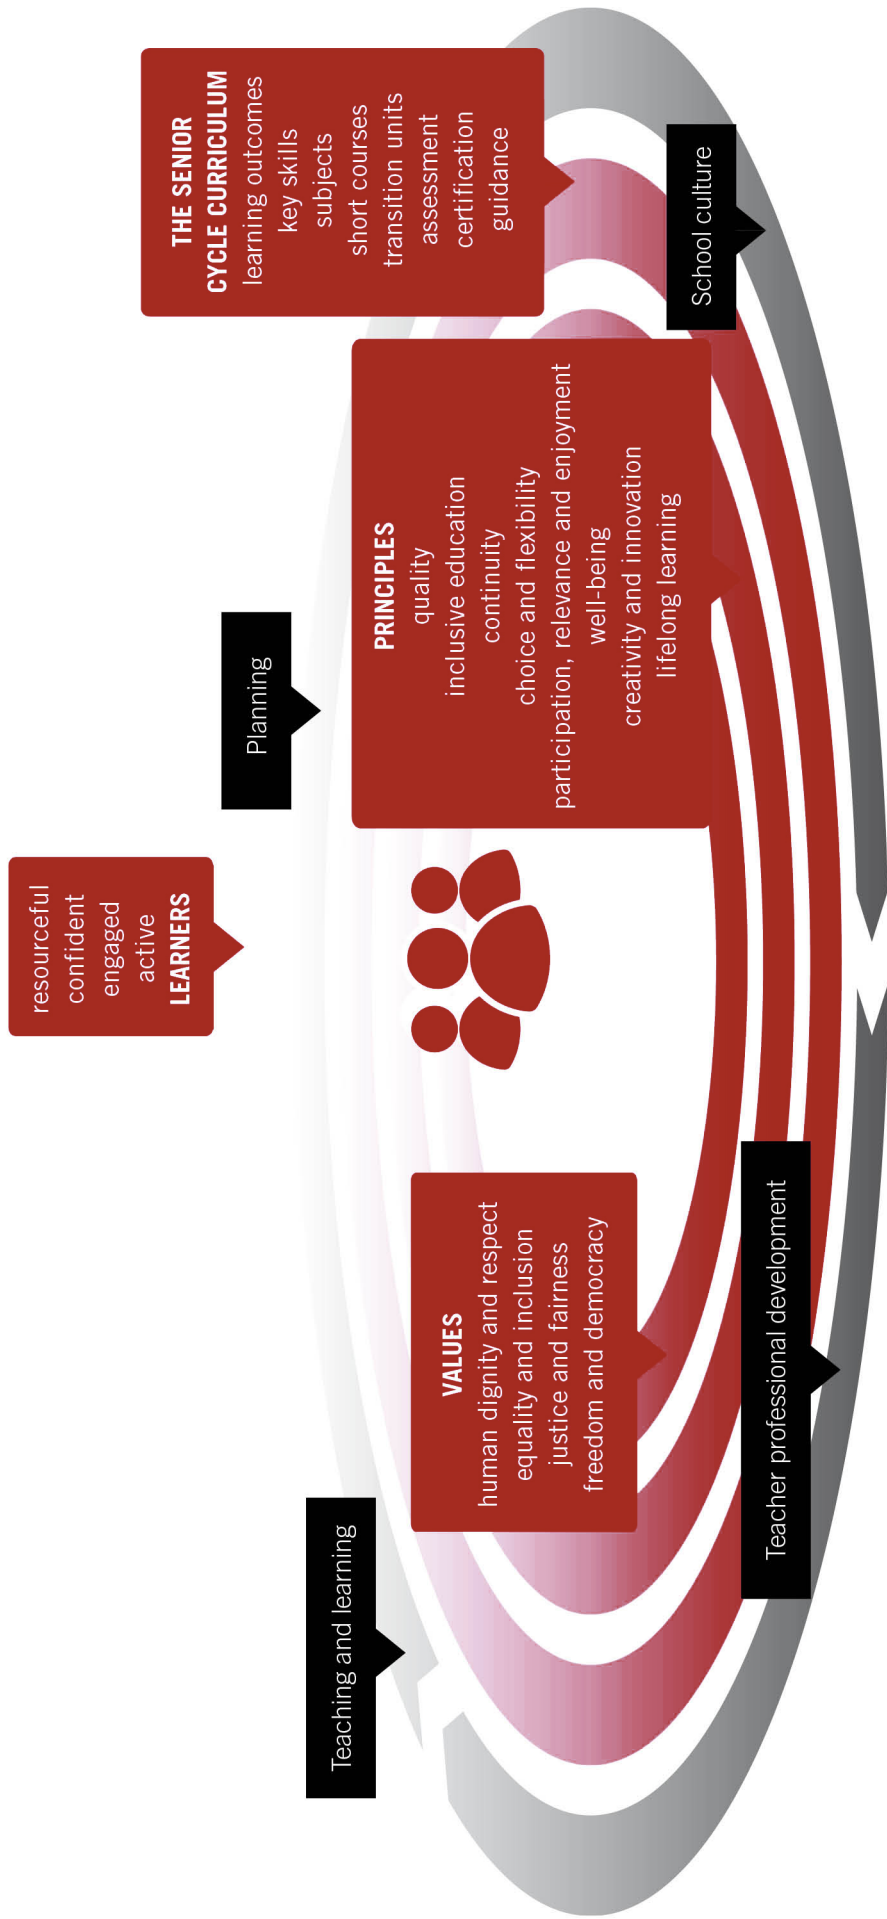 resourceful
confident
engaged
active
LEARNERS
Teaching and learning
Planning
THE SENIOR
CYCLE CURRICULUM
learning outcomes
key skills
subjects
short courses
transition units
assessment
certification
guidance
VALUES
human dignity and respect
equality and inclusion
justice and fairness
freedom and democracy
PRINCIPLES
quality
inclusive education
continuity
choice and flexibility
participation, relevance and enjoyment
well-being
creativity and innovation
lifelong learning
Teacher professional development
School culture